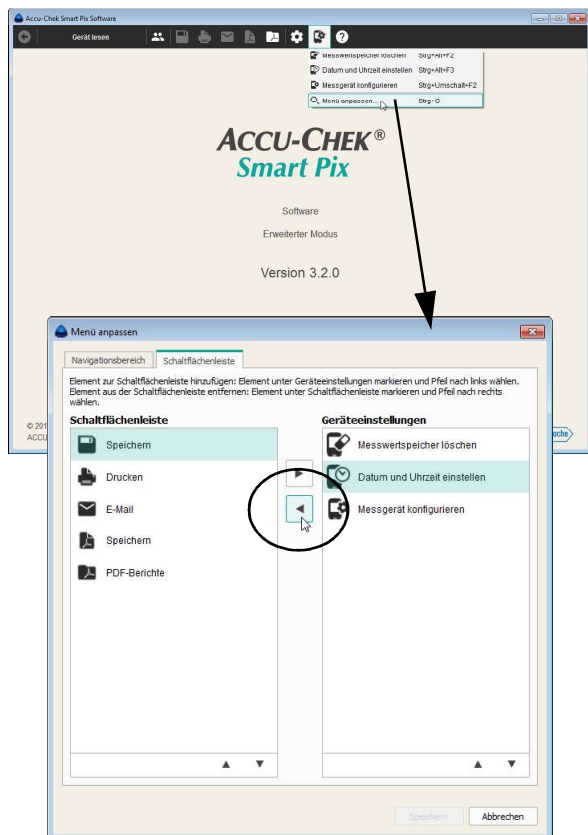 Accu-Chek Smart Pix Software
Gerät lesen
Messwertspeicher löschen Strg+Alt+F2
Datum und Uhrzeit einstellen Strg+Alt+F3
Messgerät konfigurieren Strg+Umschalt+F2
Menü anpassen...
ACCU-CHEK®
Smart Pix
Software
Erweiterter Modus
Version 3.2.0
© 201
ACCU
oche
Menü anpassen
Navigationsbereich Schaltflächenleiste
Element zur Schaltflächenleiste hinzufügen: Element unter Geräteeinstellungen markieren und Pfeil nach links wählen.
Element aus der Schaltflächenleiste entfernen: Element unter Schaltflächenleiste markieren und Pfeil nach rechts
wählen.
Schaltflächenleiste Geräteeinstellungen
Speichern Messwertspeicher löschen
Drucken Datum und Uhrzeit einstellen
E-Mail Messgerät konfigurieren
Speichern
PDF-Berichte
Speichern Abbrechen